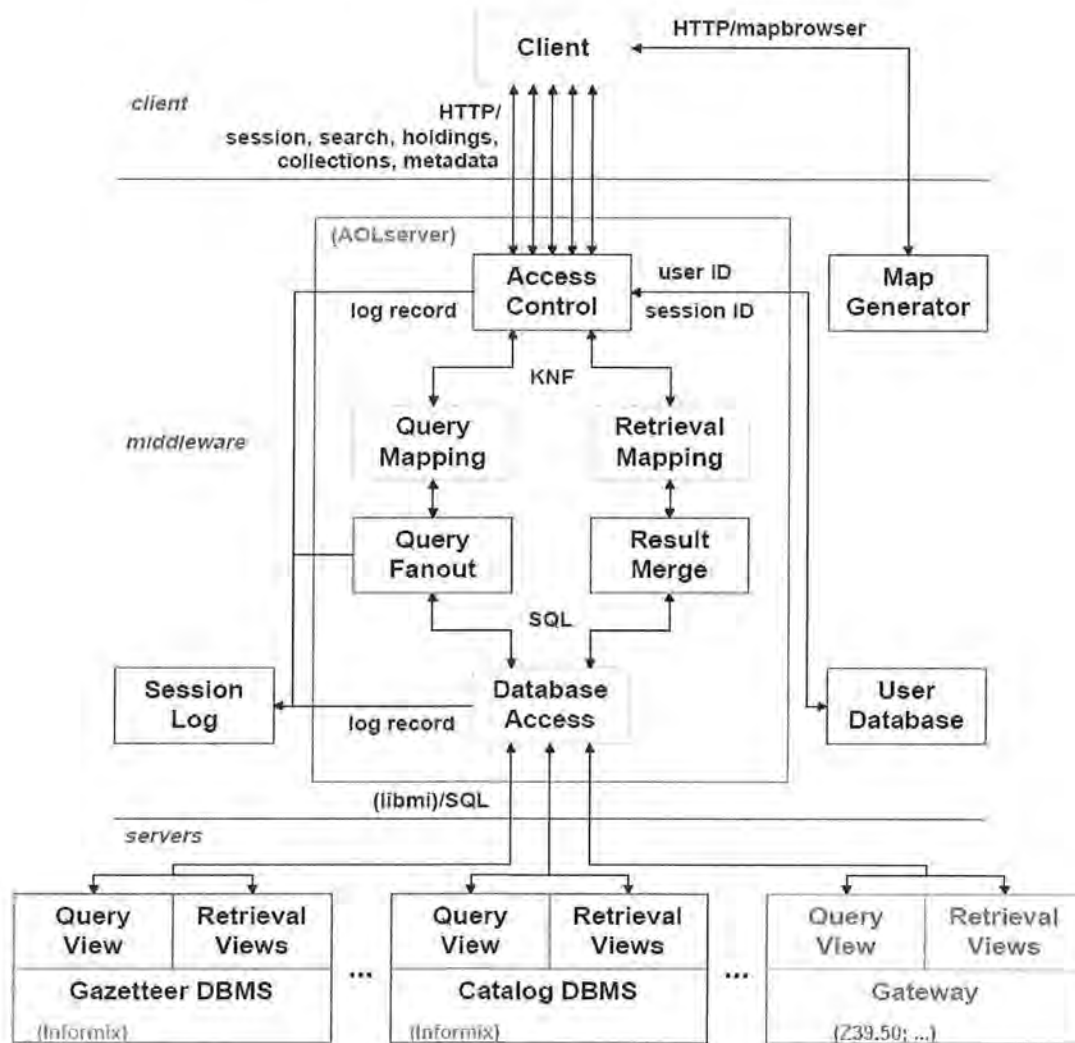 HTTP/mapbrowser
Client
client
HTTP/
session, search, holdings,
collections, metadata
(AOLserver)
Access
Control
user ID
session ID
log record
Map
Generator
KNF
middleware
Query
Mapping
Retrieval
Mapping
Query
Fanout
Result
Merge
SQL
Session
Log
log record
Database
Access
User
Database
(libmi)/SQL
servers
Query
View
Retrieval
Views
Gazetteer DBMS
(Informix)
...
Query
View
Retrieval
Views
Catalog DBMS
(Informix)
...
Query
View
Retrieval
Views
Gateway
(Z39.50; ...)